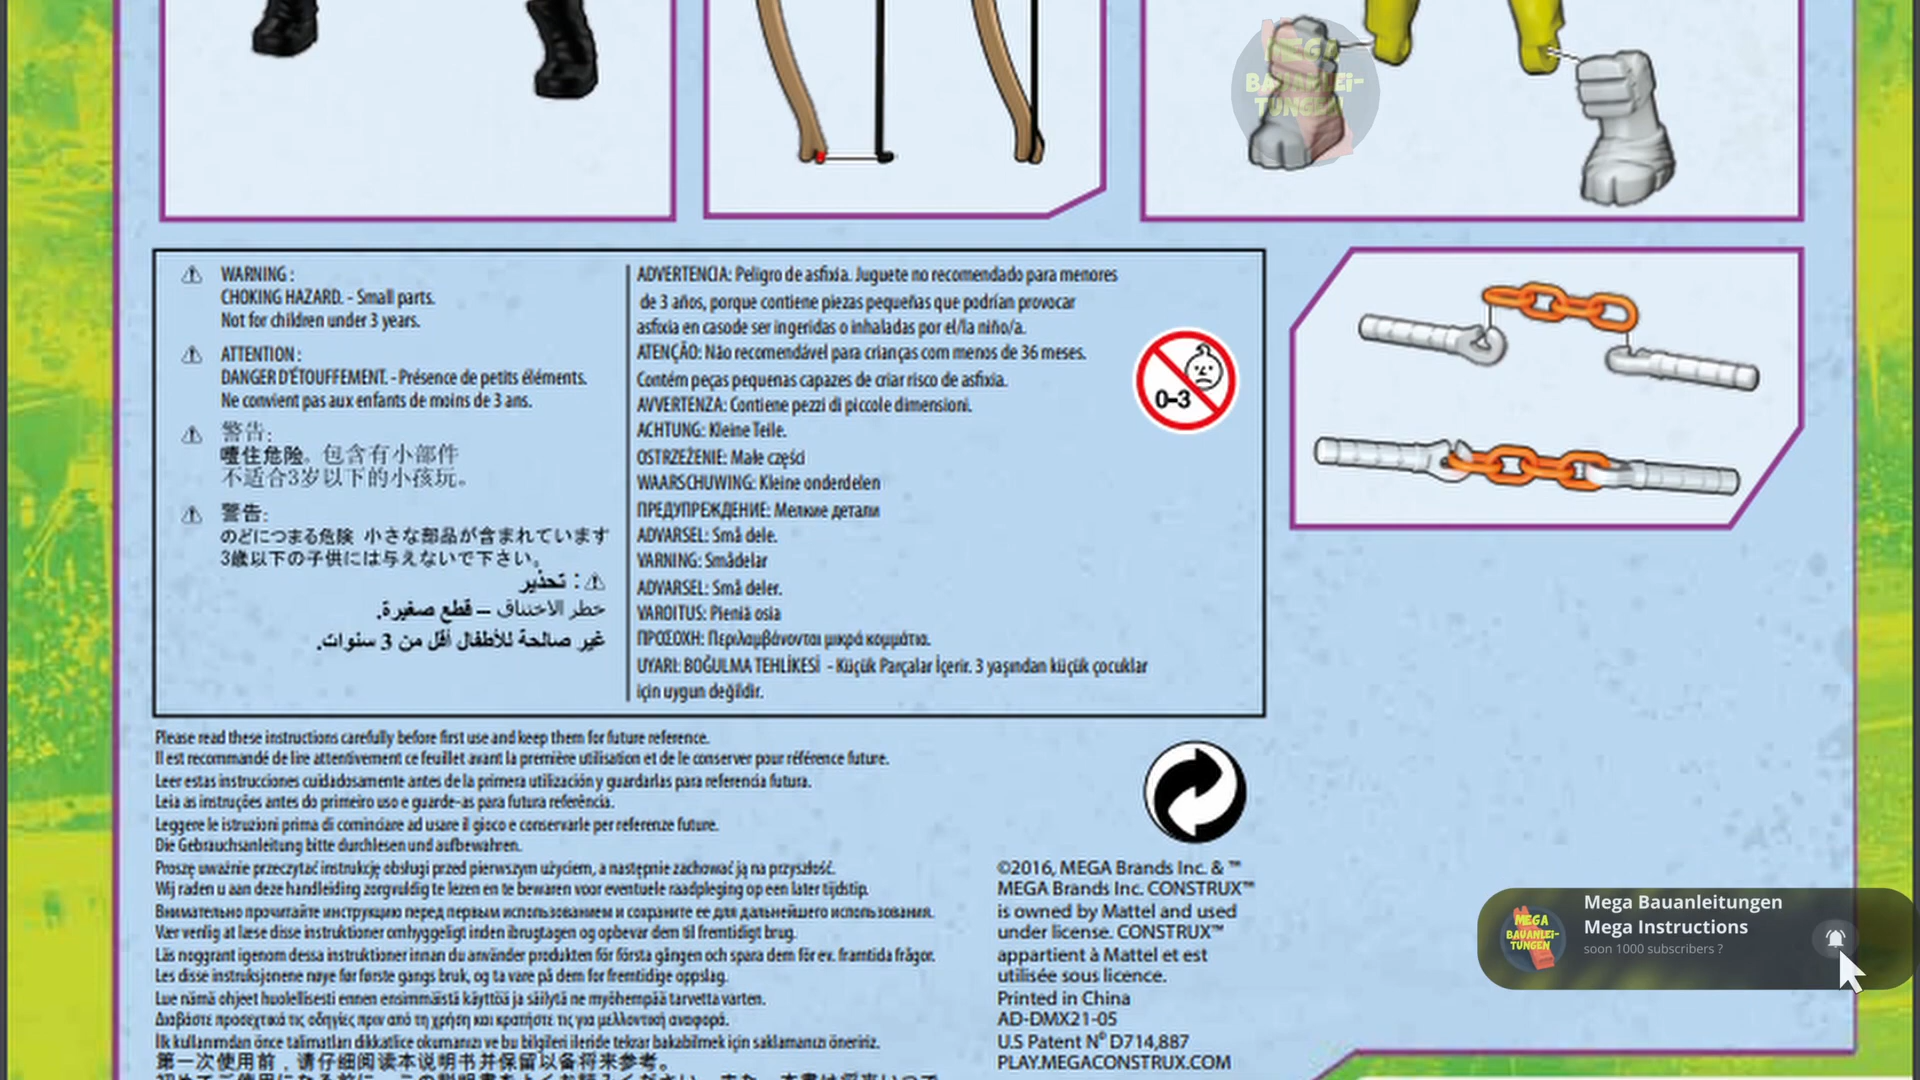 MEGA
BAUANLEi-
TUNGEN
⚠ WARNING :
CHOKING HAZARD. - Small parts.
Not for children under 3 years.
⚠ ATTENTION :
DANGER D'ÉTOUFFEMENT. - Présence de petits éléments.
Ne convient pas aux enfants de moins de 3 ans.
⚠ 警告:
噎住危险。包含有小部件
不适合3岁以下的小孩玩。
⚠ 警告:
のどにつまる危険 小さな部品が含まれています
3歳以下の子供には与えないで下さい。
⚠ : تحذير
خطر الاختناق – قطع صغيرة.
غير صالحة للأطفال أقل من 3 سنوات.
ADVERTENCIA: Peligro de asfixia. Juguete no recomendado para menores
de 3 años, porque contiene piezas pequeñas que podrían provocar
asfixia en casode ser ingeridas o inhaladas por el/la niño/a.
ATENÇÃO: Não recomendável para crianças com menos de 36 meses.
Contém peças pequenas capazes de criar risco de asfixia.
AVVERTENZA: Contiene pezzi di piccole dimensioni.
ACHTUNG: Kleine Teile.
OSTRZEŻENIE: Małe części
WAARSCHUWING: Kleine onderdelen
ПРЕДУПРЕЖДЕНИЕ: Мелкие детали
ADVARSEL: Små dele.
VARNING: Smådelar
ADVARSEL: Små deler.
VAROITUS: Pieniä osia
ΠΡΟΣΟΧΗ: Περιλαμβάνονται μικρά κομμάτια.
UYARI: BOĞULMA TEHLİKESİ - Küçük Parçalar İçerir. 3 yaşından küçük çocuklar
için uygun değildir.
0-3
Please read these instructions carefully before first use and keep them for future reference.
Il est recommandé de lire attentivement ce feuillet avant la première utilisation et de le conserver pour référence future.
Leer estas instrucciones cuidadosamente antes de la primera utilización y guardarlas para referencia futura.
Leia as instruções antes do primeiro uso e guarde-as para futura referência.
Leggere le istruzioni prima di cominciare ad usare il gioco e conservarle per referenze future.
Die Gebrauchsanleitung bitte durchlesen und aufbewahren.
Proszę uważnie przeczytać instrukcję obsługi przed pierwszym użyciem, a następnie zachować ją na przyszłość.
Wij raden u aan deze handleiding zorgvuldig te lezen en te bewaren voor eventuele raadpleging op een later tijdstip.
Внимательно прочитайте инструкцию перед первым использованием и сохраните ее для дальнейшего использования.
Vær venlig at læse disse instruktioner omhyggeligt inden ibrugtagen og opbevar dem til fremtidigt brug.
Läs noggrant igenom dessa instruktioner innan du använder produkten för första gången och spara dem för ev. framtida frågor.
Les disse instruksjonene nøye før første gangs bruk, og ta vare på dem for fremtidige oppslag.
Lue nämä ohjeet huolellisesti ennen ensimmäistä käyttöä ja säilytä ne myöhempää tarvetta varten.
Διαβάστε προσεχτικά τις οδηγίες πριν από τη χρήση και κρατήστε τις για μελλοντική αναφορά.
İlk kullanımdan önce talimatları dikkatlice okumanızı ve bu bilgileri ileride tekrar bakabilmek için saklamanızı öneririz.
第一次使用前，请仔细阅读本说明书并保留以备将来参考。
©2016, MEGA Brands Inc. & ™
MEGA Brands Inc. CONSTRUX™
is owned by Mattel and used
under license. CONSTRUX™
appartient à Mattel et est
utilisée sous licence.
Printed in China
AD-DMX21-05
U.S Patent Nº D714,887
PLAY.MEGACONSTRUX.COM
MEGA
BAUANLEi-
TUNGEN
Mega Bauanleitungen
Mega Instructions
soon 1000 subscribers ?